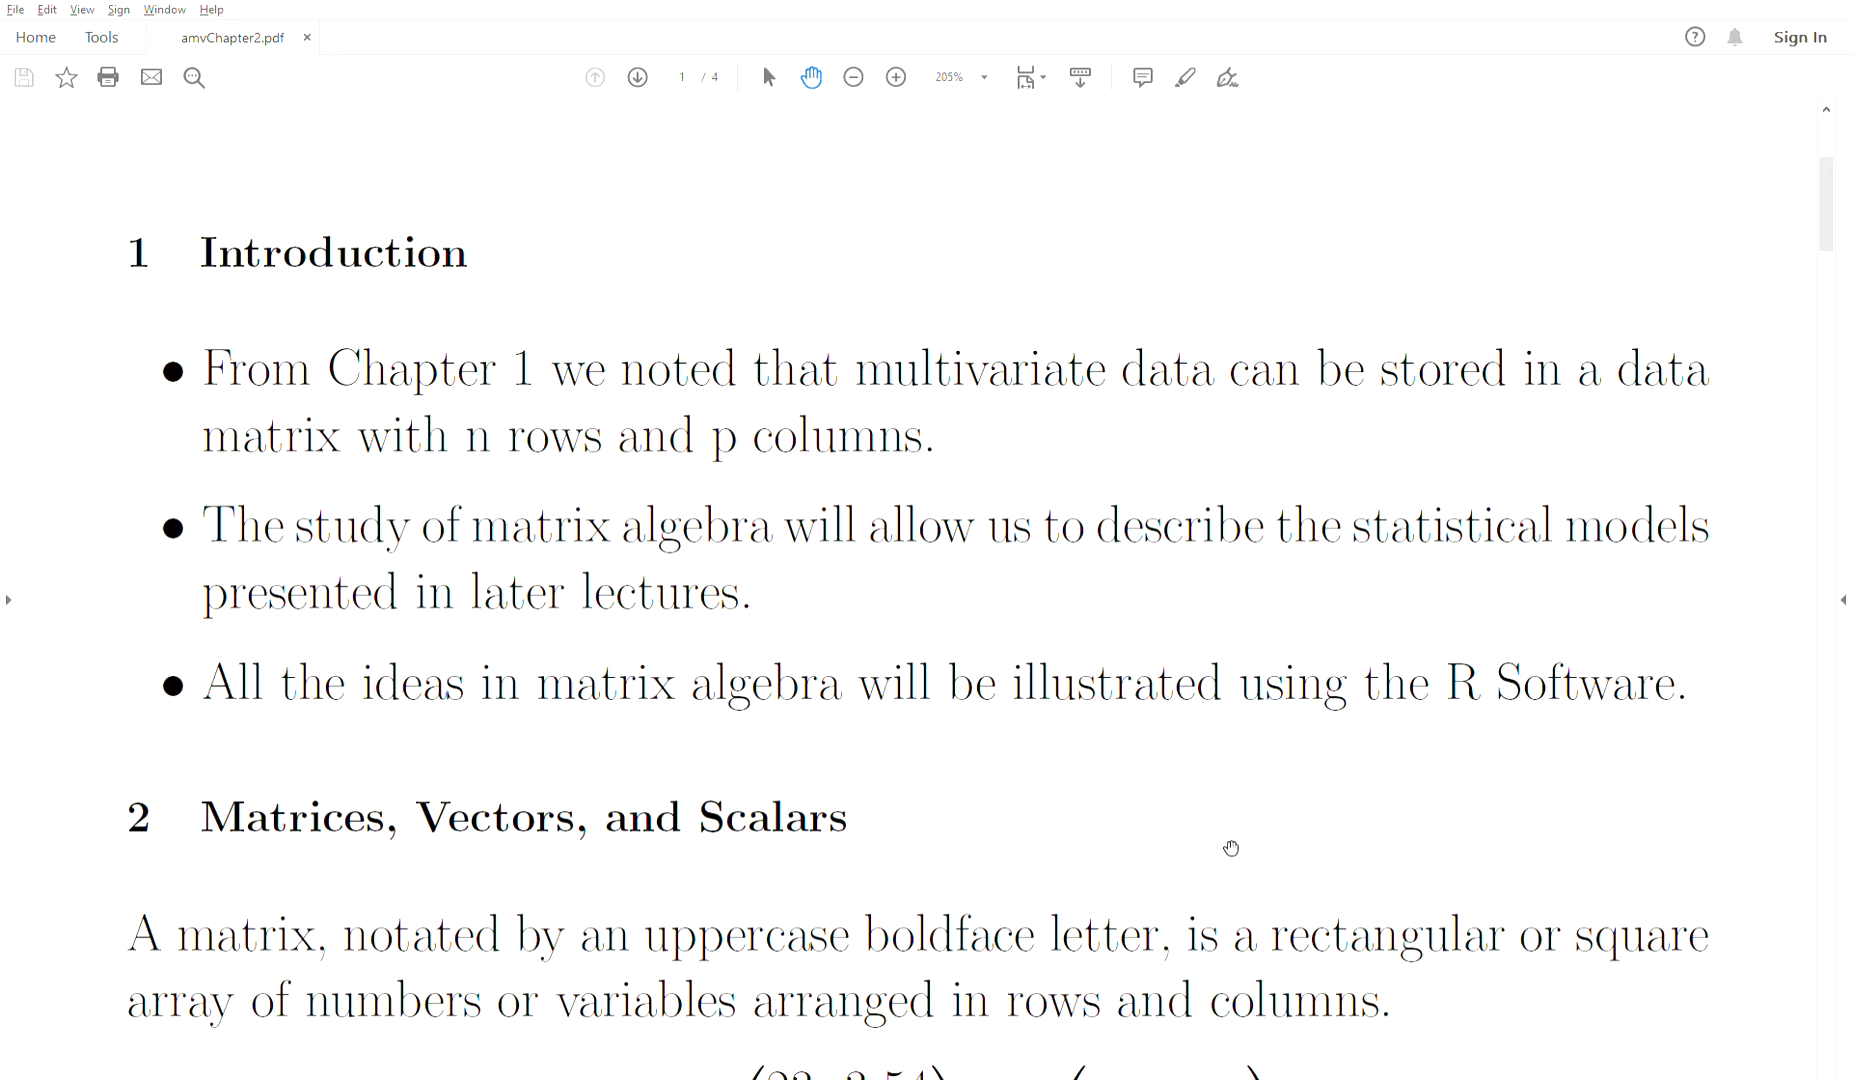 File Edit View Sign Window Help
Home Tools amvChapter2.pdf × Sign In
1 / 4 205%
1 Introduction
• From Chapter 1 we noted that multivariate data can be stored in a data
matrix with n rows and p columns.
• The study of matrix algebra will allow us to describe the statistical models
presented in later lectures.
• All the ideas in matrix algebra will be illustrated using the R Software.
2 Matrices, Vectors, and Scalars
A matrix, notated by an uppercase boldface letter, is a rectangular or square
array of numbers or variables arranged in rows and columns.